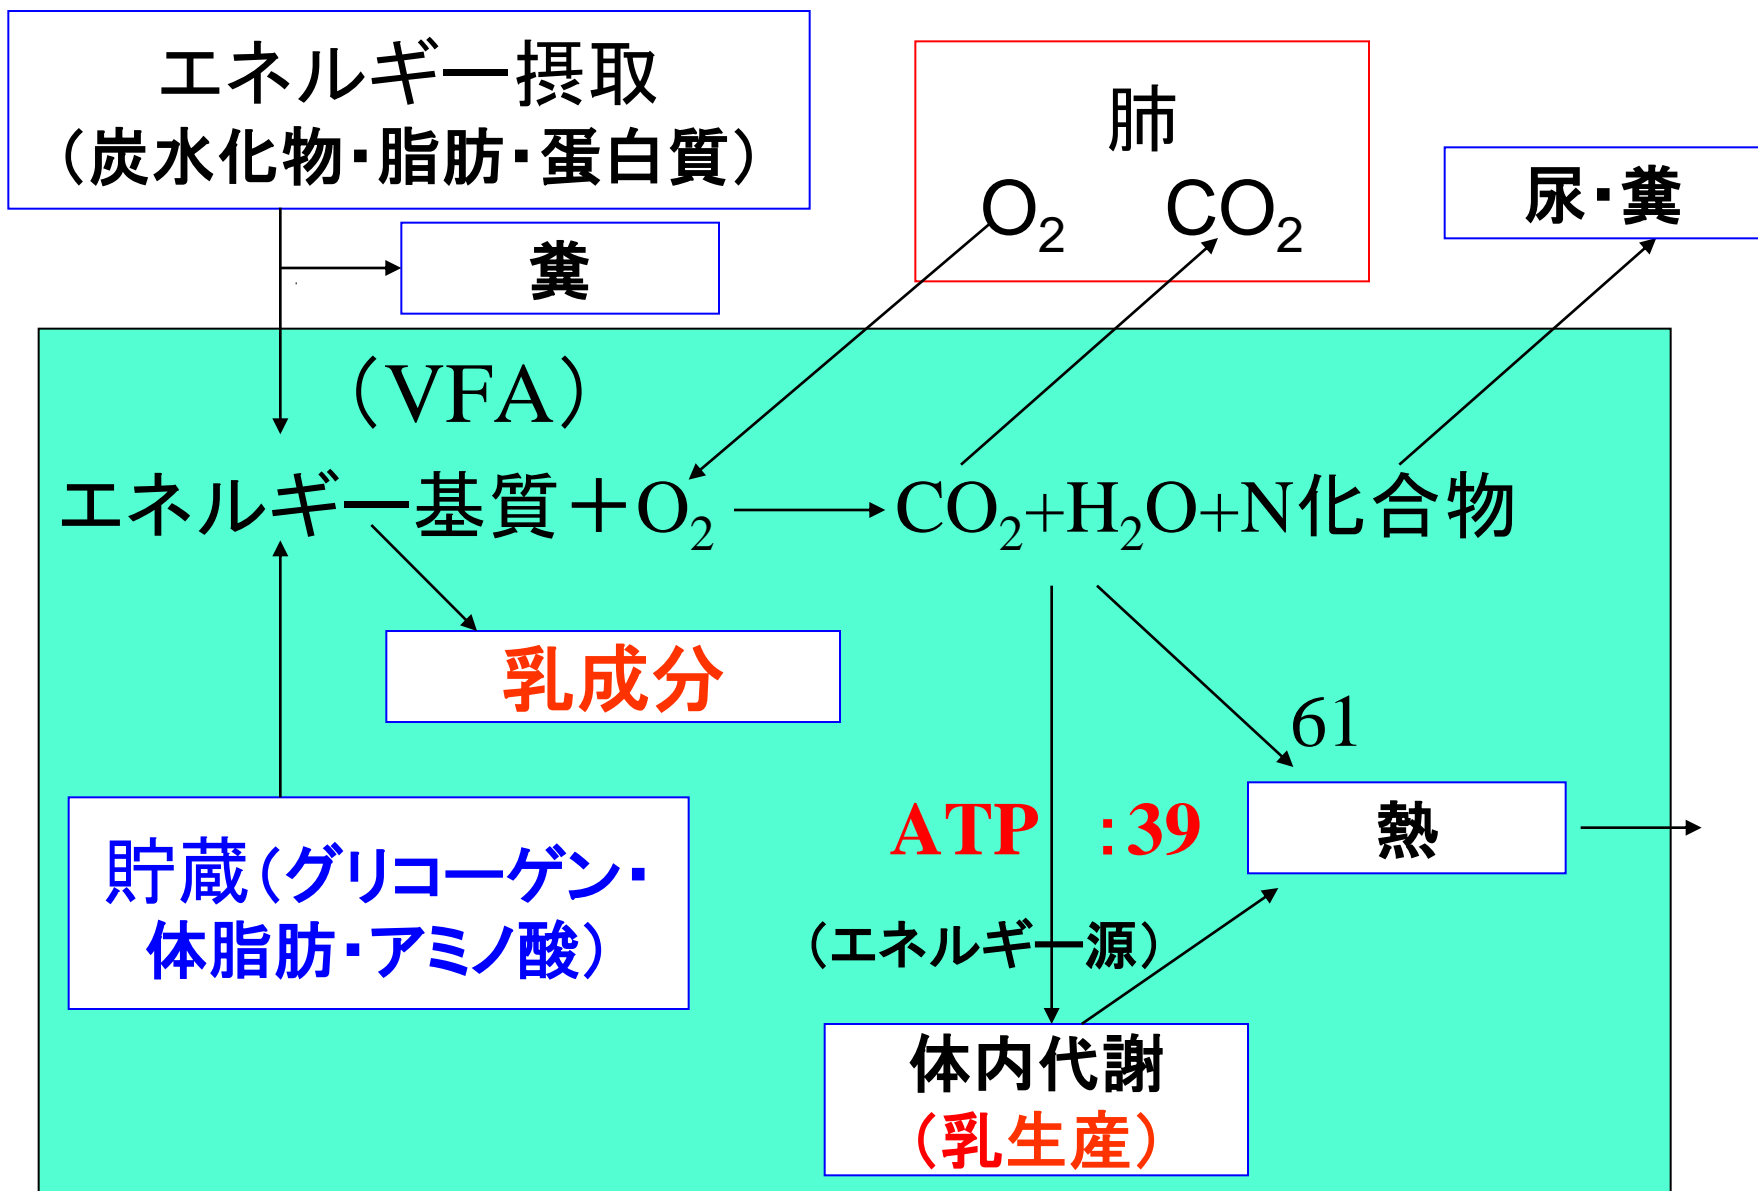 エネルギー摂取
（炭水化物・脂肪・蛋白質）
肺
O₂ CO₂
尿・糞
糞
（VFA）
エネルギー基質＋O₂
CO₂+H₂O+N化合物
乳成分
61
ATP :39
熱
貯蔵（グリコーゲン・
体脂肪・アミノ酸）
（エネルギー源）
体内代謝
（乳生産）